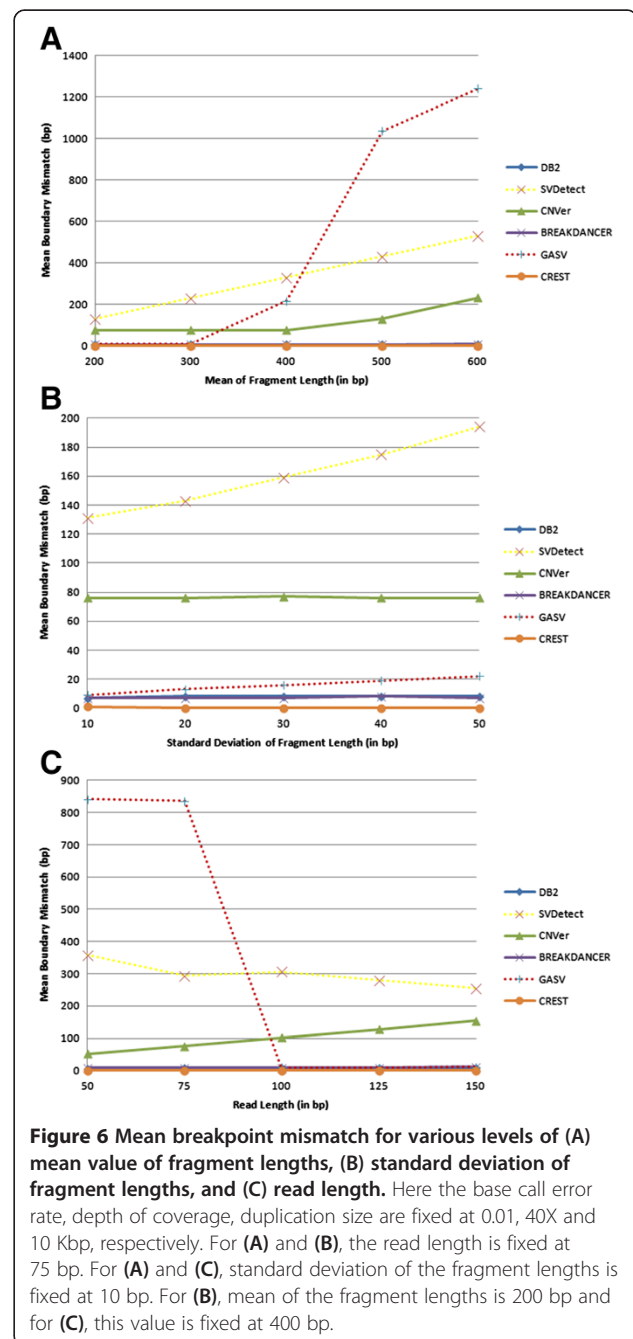 A
1400
1200
1000
800
600
400
200
0
Mean Boundary Mismatch (bp)
200 300 400 500 600
Mean of Fragment Length (in bp)
DB2
SVDetect
CNVer
BREAKDANCER
GASV
CREST
B
200
180
160
140
120
100
80
60
40
20
0
Mean Boundary Mismatch (bp)
10 20 30 40 50
Standard Deviation of Fragment Length (in bp)
DB2
SVDetect
CNVer
BREAKDANCER
GASV
CREST
C
900
800
700
600
500
400
300
200
100
0
Mean Boundary Mismatch (bp)
50 75 100 125 150
Read Length (in bp)
DB2
SVDetect
CNVer
BREAKDANCER
GASV
CREST
Figure 6 Mean breakpoint mismatch for various levels of (A)
mean value of fragment lengths, (B) standard deviation of
fragment lengths, and (C) read length. Here the base call error
rate, depth of coverage, duplication size are fixed at 0.01, 40X and
10 Kbp, respectively. For (A) and (B), the read length is fixed at
75 bp. For (A) and (C), standard deviation of the fragment lengths is
fixed at 10 bp. For (B), mean of the fragment lengths is 200 bp and
for (C), this value is fixed at 400 bp.